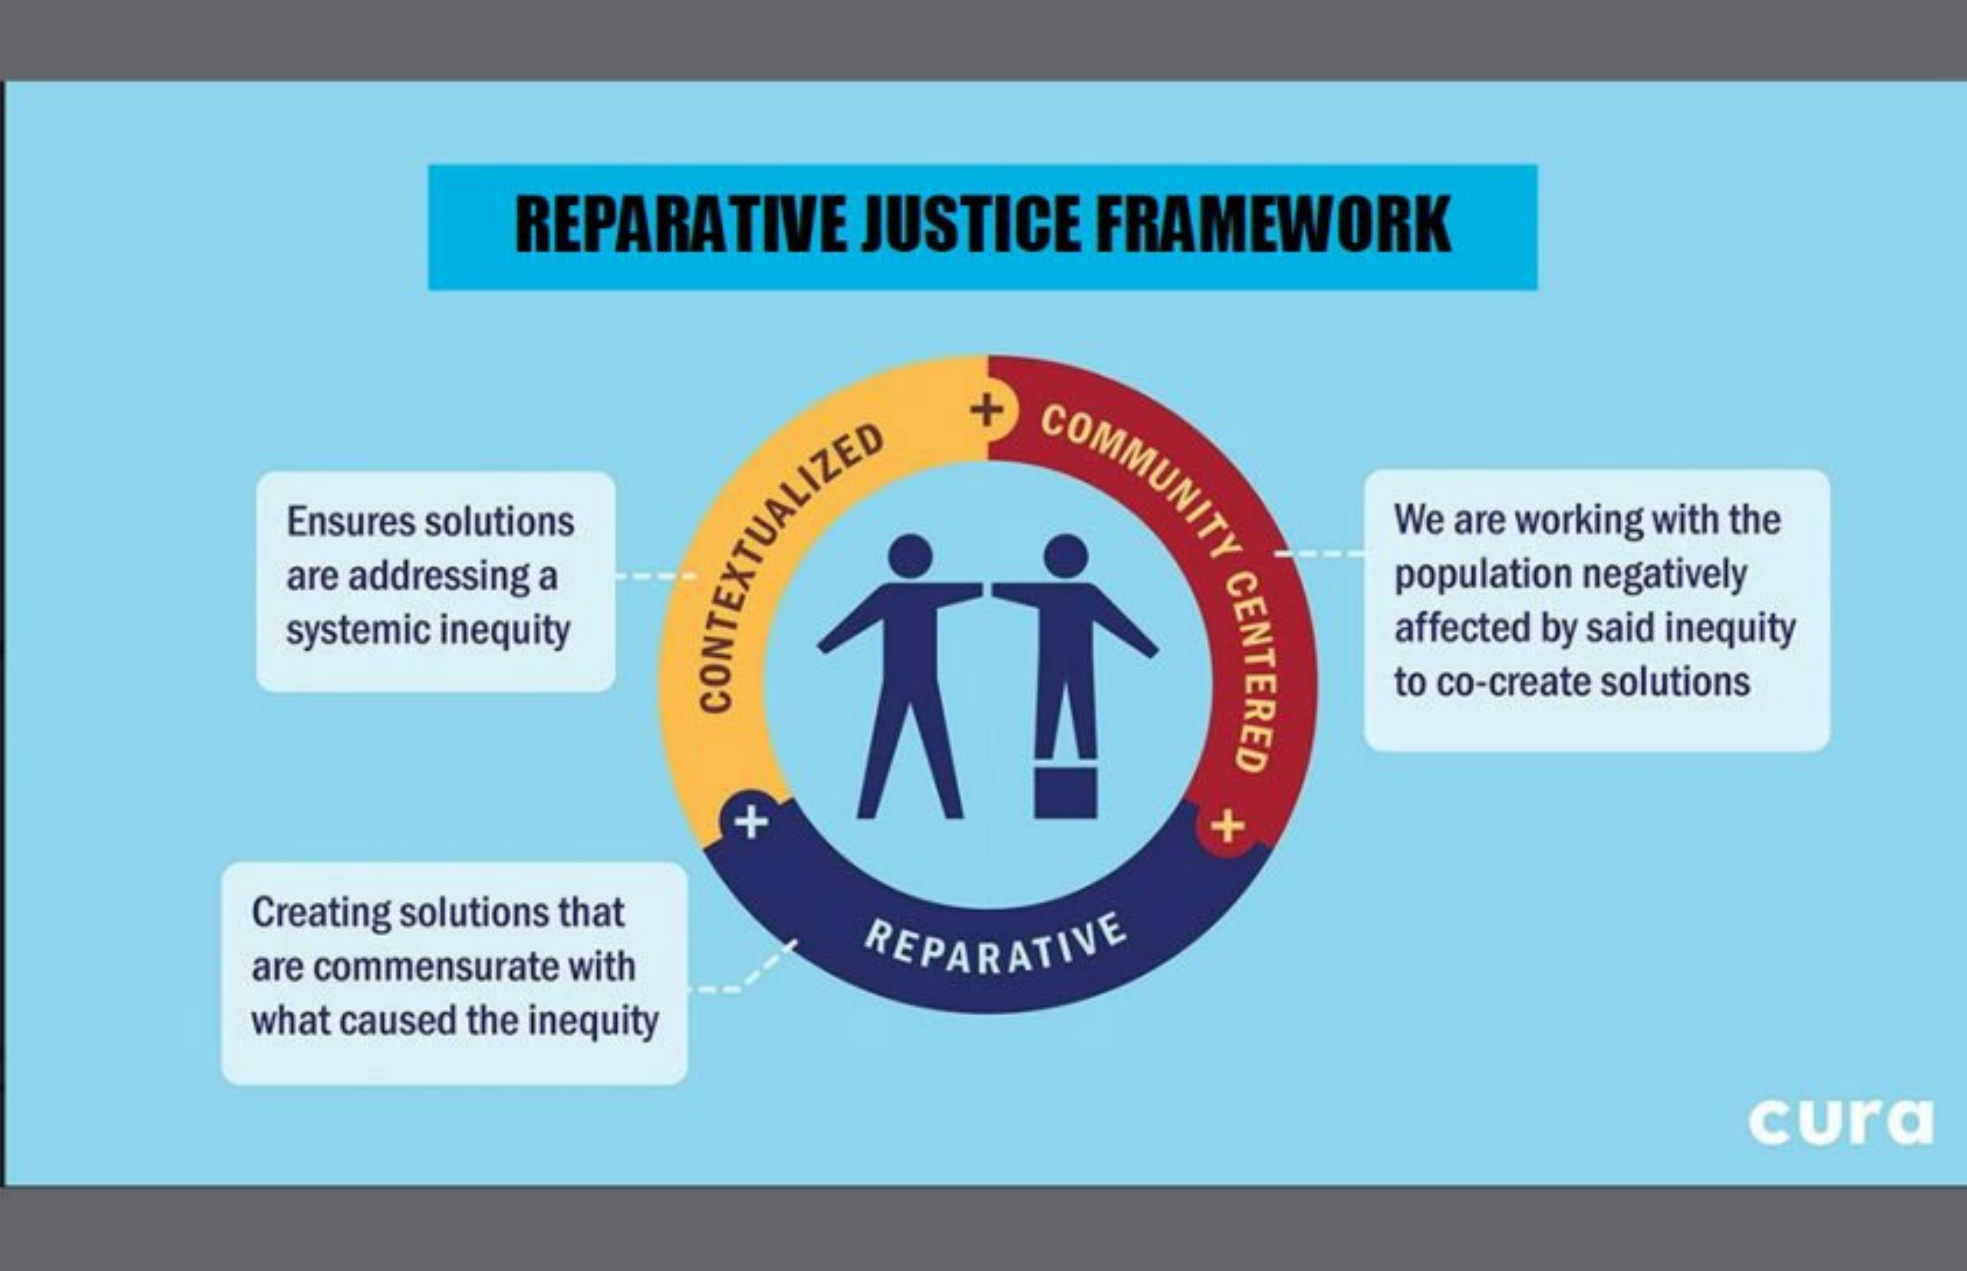 REPARATIVE JUSTICE FRAMEWORK
CONTEXTUALIZED
+
COMMUNITY CENTERED
Ensures solutions
are addressing a
systemic inequity
We are working with the
population negatively
affected by said inequity
to co-create solutions
+
+
REPARATIVE
Creating solutions that
are commensurate with
what caused the inequity
cura